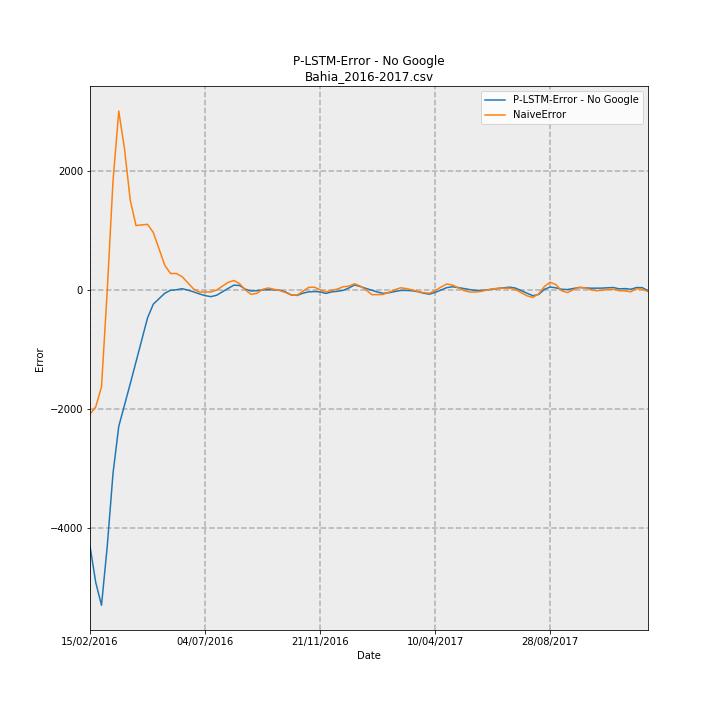 P-LSTM-Error - No Google
Bahia_2016-2017.csv
P-LSTM-Error - No Google
NaiveError
2000
0
−2000
−4000
Error
15/02/2016
04/07/2016
21/11/2016
10/04/2017
28/08/2017
Date